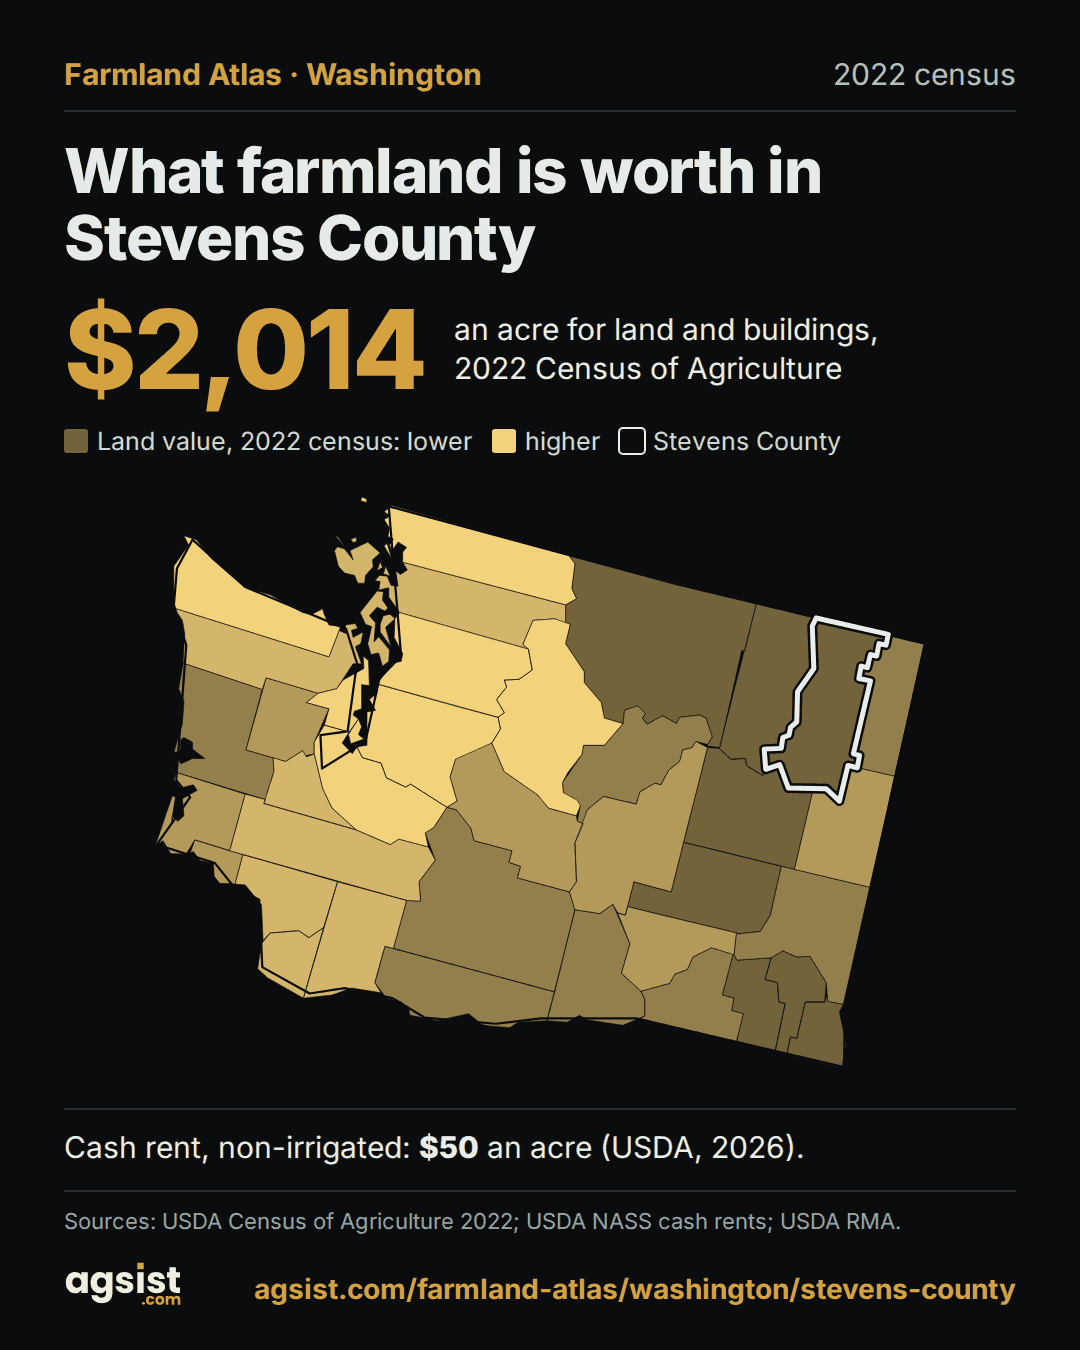 Farmland Atlas · Washington
2022 census
What farmland is worth in
Stevens County
$2,014
an acre for land and buildings,
2022 Census of Agriculture
Land value, 2022 census: lower
higher
Stevens County
Cash rent, non-irrigated: $50 an acre (USDA, 2026).
Sources: USDA Census of Agriculture 2022; USDA NASS cash rents; USDA RMA.
agsist
.com
agsist.com/farmland-atlas/washington/stevens-county